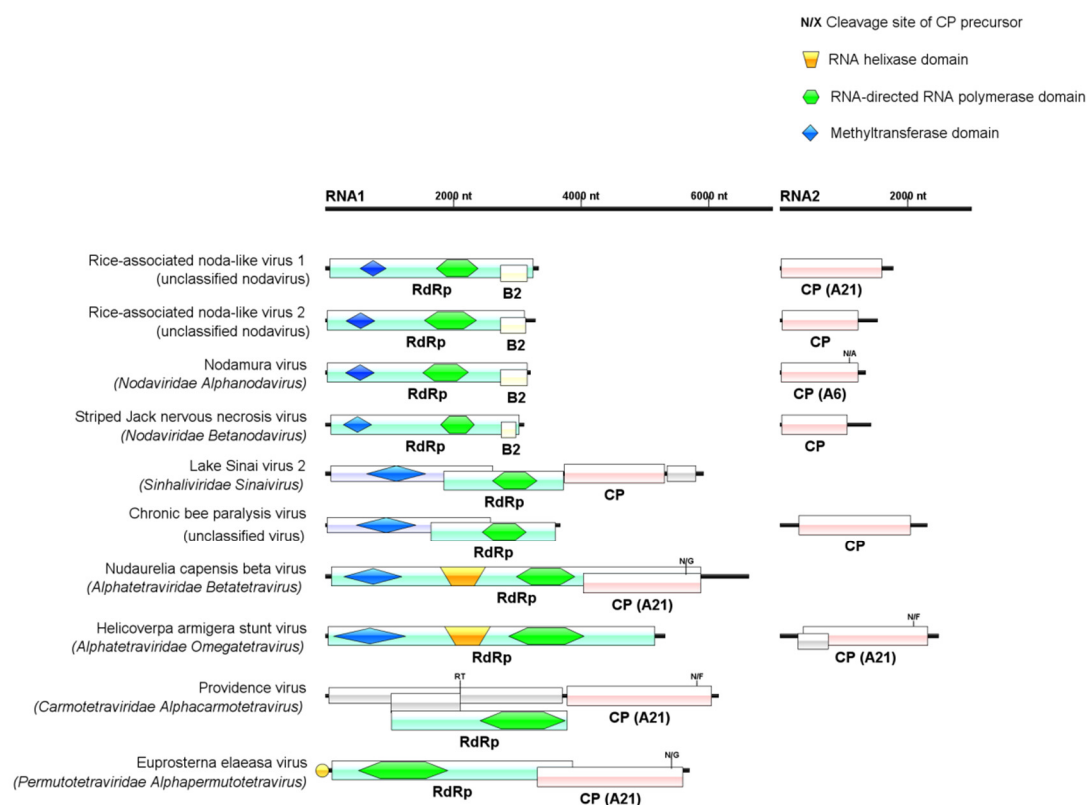 N/X Cleavage site of CP precursor
RNA helixase domain
RNA-directed RNA polymerase domain
Methyltransferase domain
RNA1 2000 nt 4000 nt 6000 nt RNA2 2000 nt
Rice-associated noda-like virus 1
(unclassified nodavirus)
RdRp B2 CP (A21)
Rice-associated noda-like virus 2
(unclassified nodavirus)
RdRp B2 CP
Nodamura virus
(Nodaviridae Alphanodavirus)
N/A
RdRp B2 CP (A6)
Striped Jack nervous necrosis virus
(Nodaviridae Betanodavirus)
RdRp B2 CP
Lake Sinai virus 2
(Sinhaliviridae Sinaivirus)
RdRp CP
Chronic bee paralysis virus
(unclassified virus)
RdRp CP
Nudaurelia capensis beta virus
(Alphatetraviridae Betatetravirus)
N/G
RdRp CP (A21)
Helicoverpa armigera stunt virus
(Alphatetraviridae Omegatetravirus)
N/F
RdRp CP (A21)
Providence virus
(Carmotetraviridae Alphacarmotetravirus)
RT N/F
RdRp CP (A21)
Euprosterna elaeasa virus
(Permutotetraviridae Alphapermutotetravirus)
N/G
RdRp CP (A21)